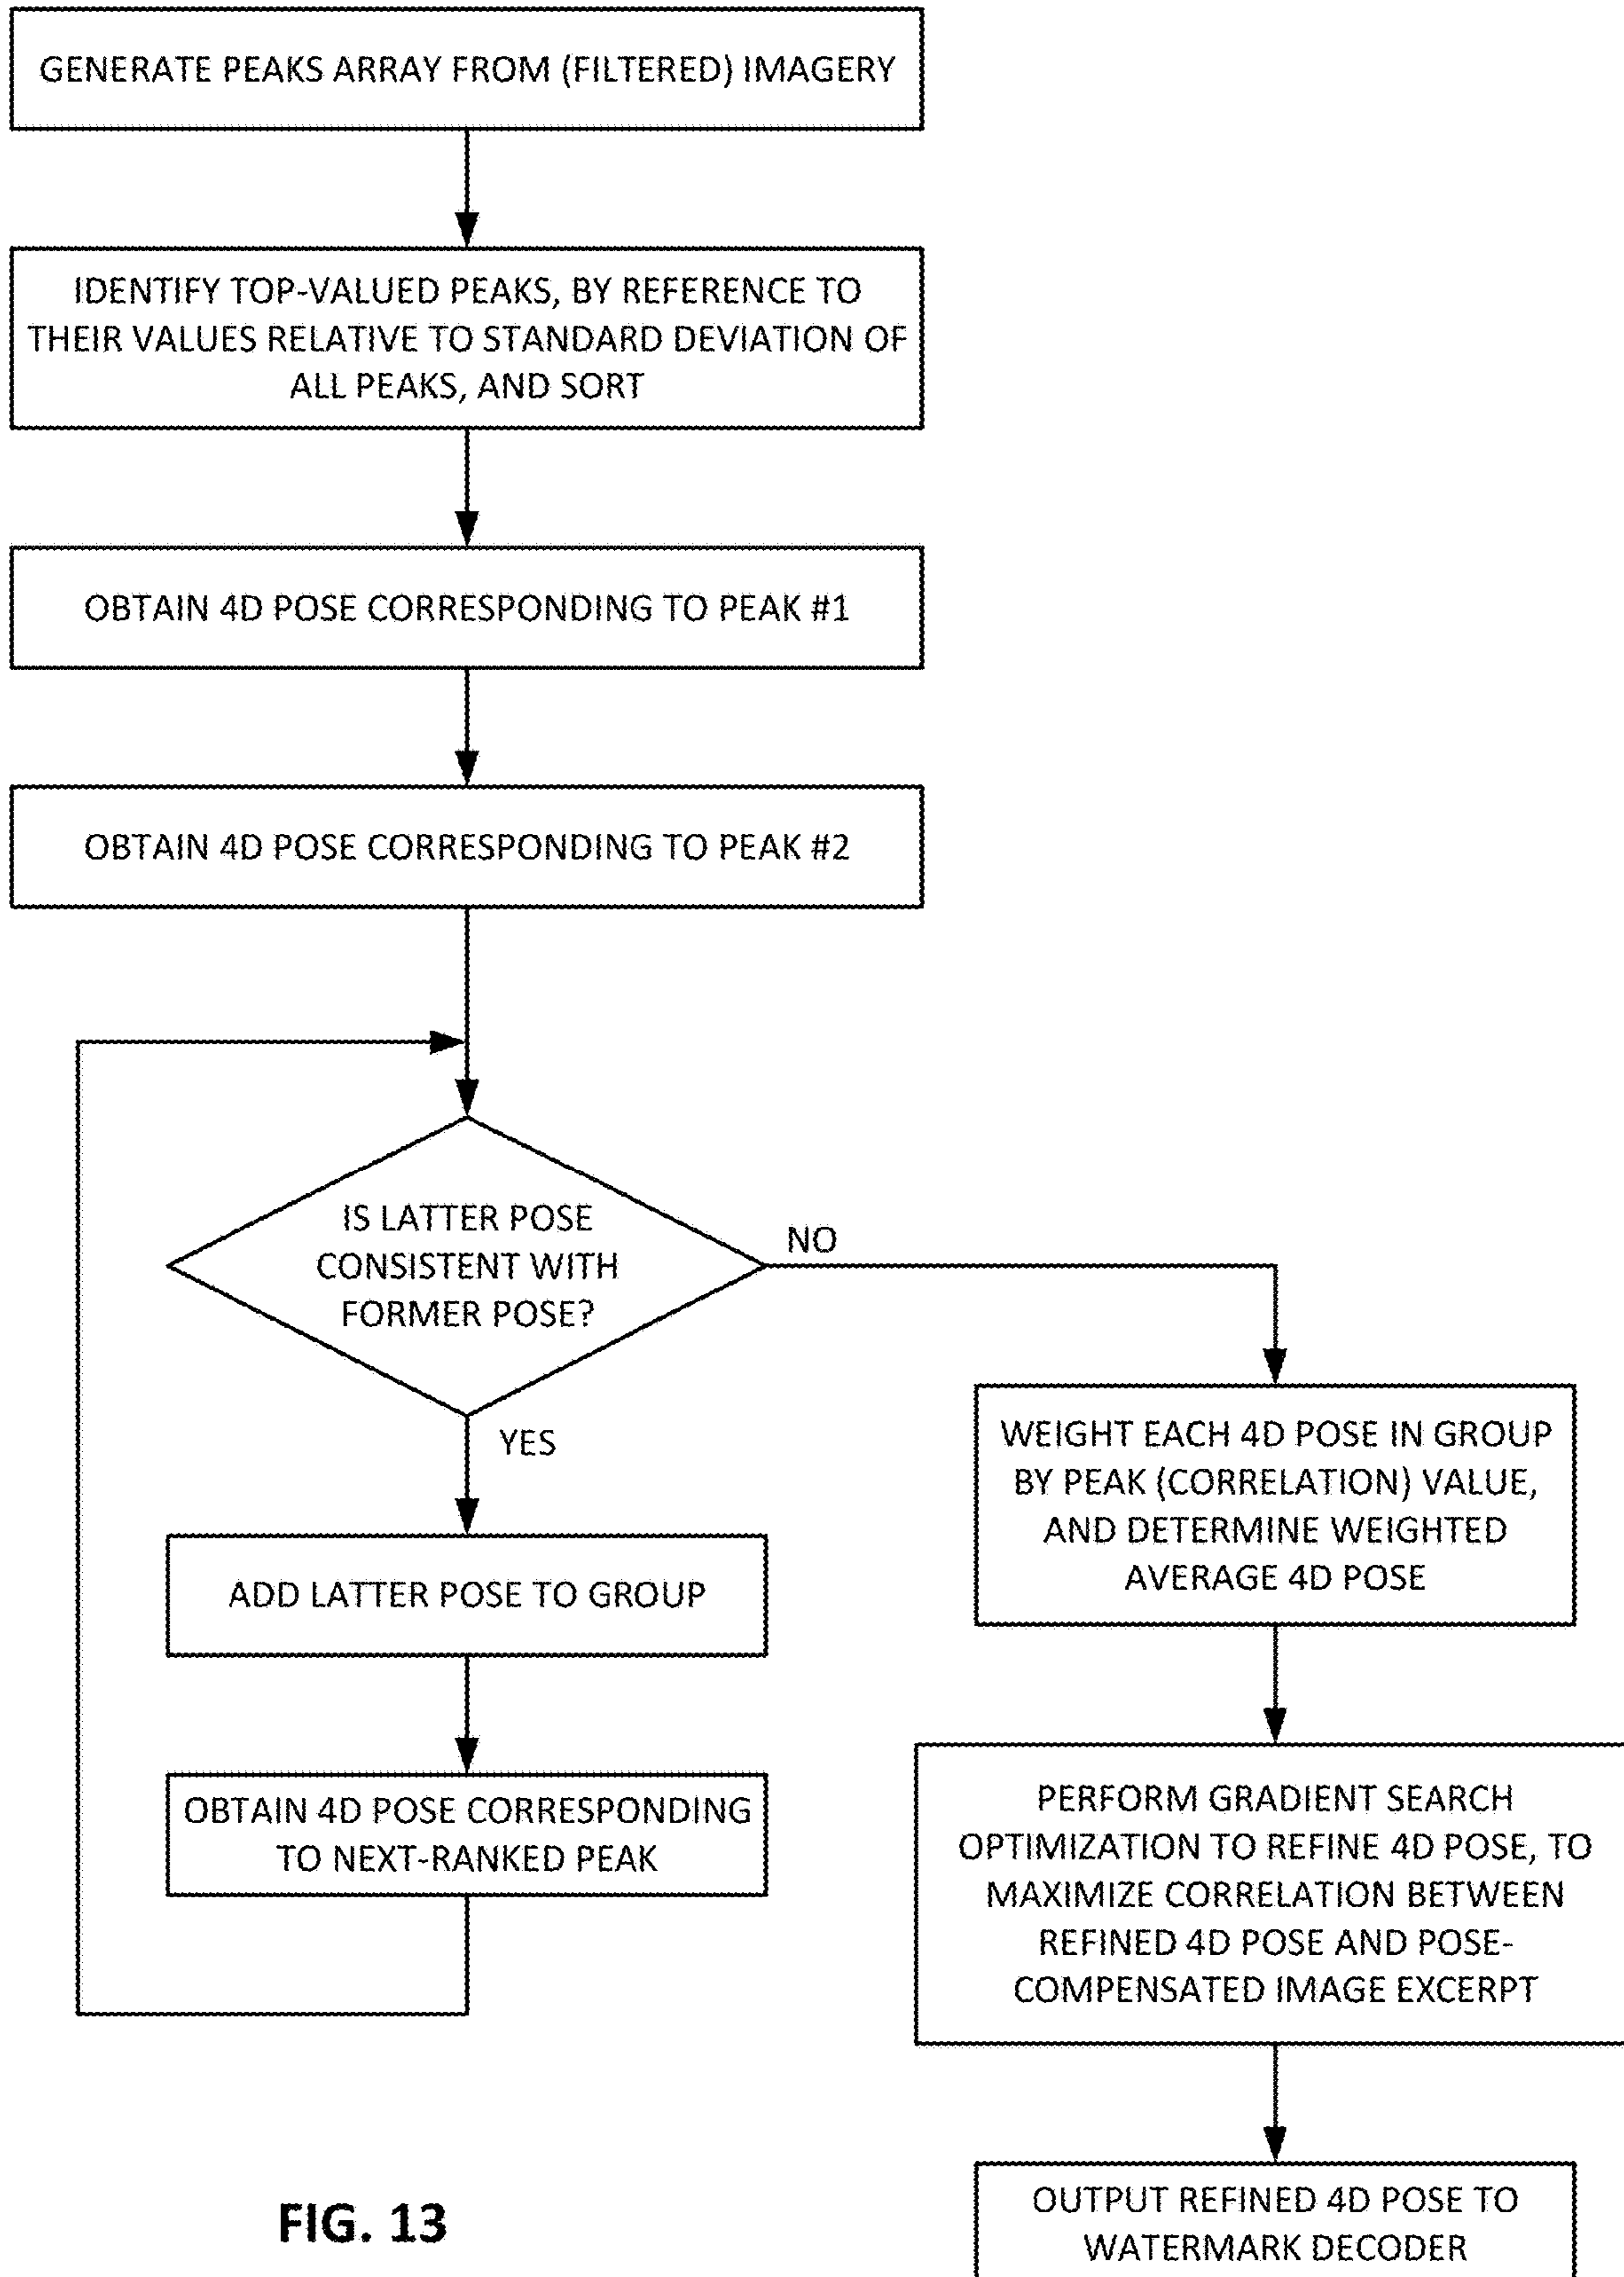 GENERATE PEAKS ARRAY FROM (FILTERED) IMAGERY
IDENTIFY TOP-VALUED PEAKS, BY REFERENCE TO
THEIR VALUES RELATIVE TO STANDARD DEVIATION OF
ALL PEAKS, AND SORT
OBTAIN 4D POSE CORRESPONDING TO PEAK #1
OBTAIN 4D POSE CORRESPONDING TO PEAK #2
IS LATTER POSE
CONSISTENT WITH
FORMER POSE?
NO
YES
ADD LATTER POSE TO GROUP
OBTAIN 4D POSE CORRESPONDING
TO NEXT-RANKED PEAK
WEIGHT EACH 4D POSE IN GROUP
BY PEAK (CORRELATION) VALUE,
AND DETERMINE WEIGHTED
AVERAGE 4D POSE
PERFORM GRADIENT SEARCH
OPTIMIZATION TO REFINE 4D POSE, TO
MAXIMIZE CORRELATION BETWEEN
REFINED 4D POSE AND POSE-
COMPENSATED IMAGE EXCERPT
OUTPUT REFINED 4D POSE TO
WATERMARK DECODER
FIG. 13